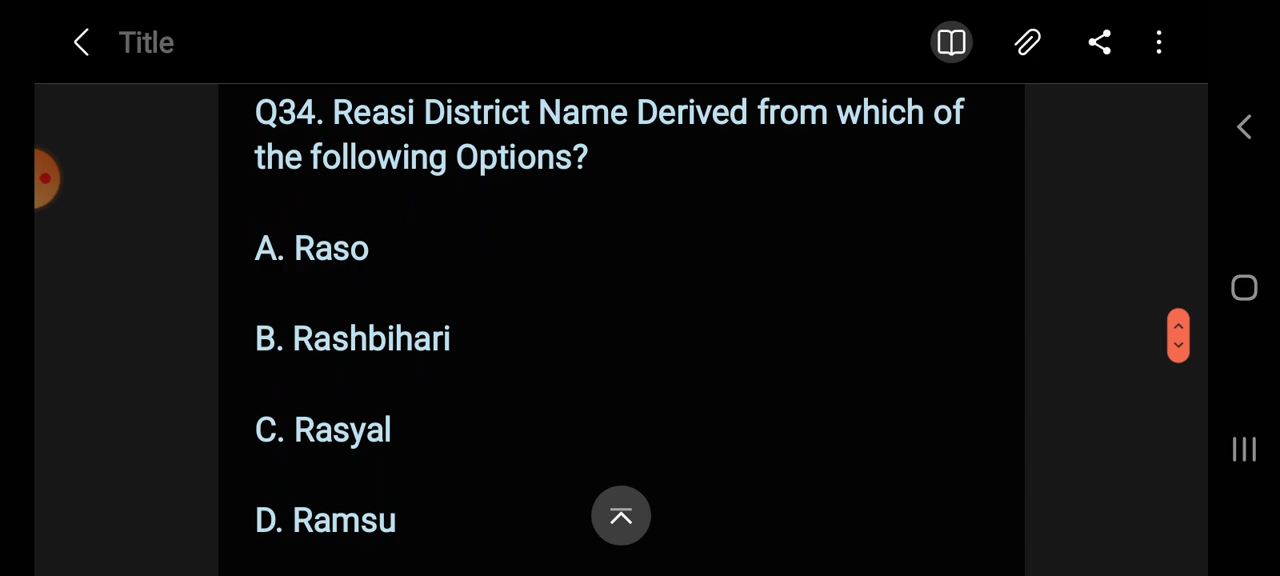 Title
Q34. Reasi District Name Derived from which of
the following Options?
A. Raso
B. Rashbihari
C. Rasyal
D. Ramsu